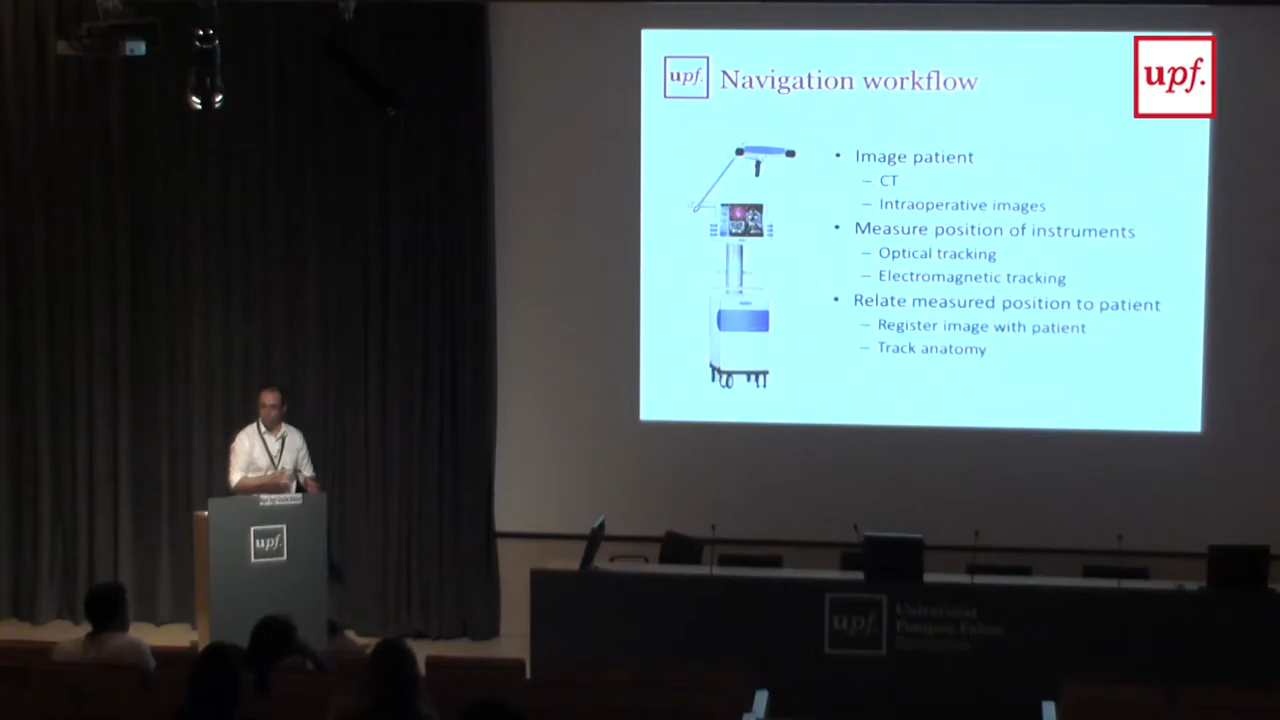 upf. Navigation workflow
upf.
• Image patient
– CT
– Intraoperative images
• Measure position of instruments
– Optical tracking
– Electromagnetic tracking
• Relate measured position to patient
– Register image with patient
– Track anatomy
upf.
upf.
Universitat
Pompeu Fabra